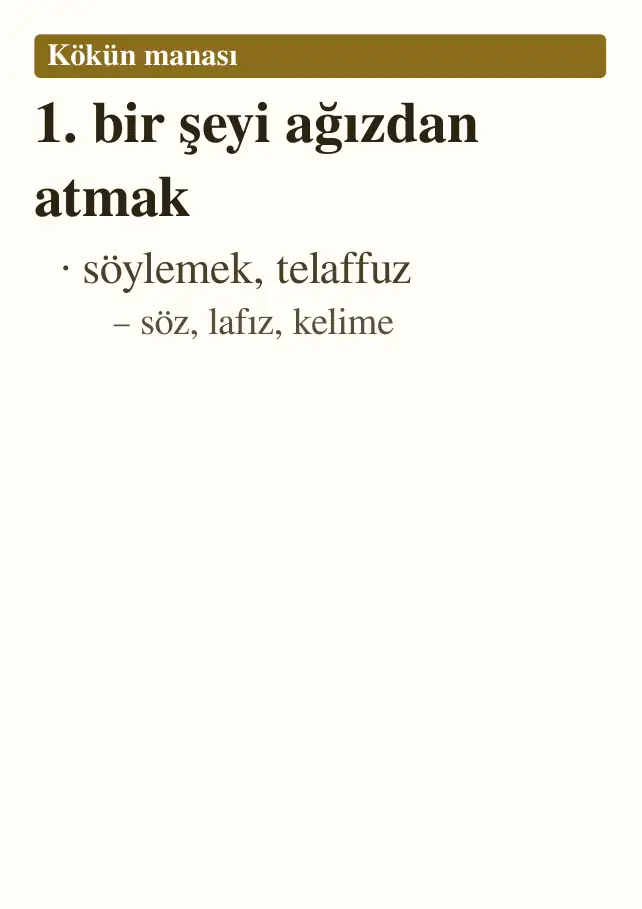 Kökün manası
1. bir şeyi ağızdan
atmak
· söylemek, telaffuz
– söz, lafız, kelime